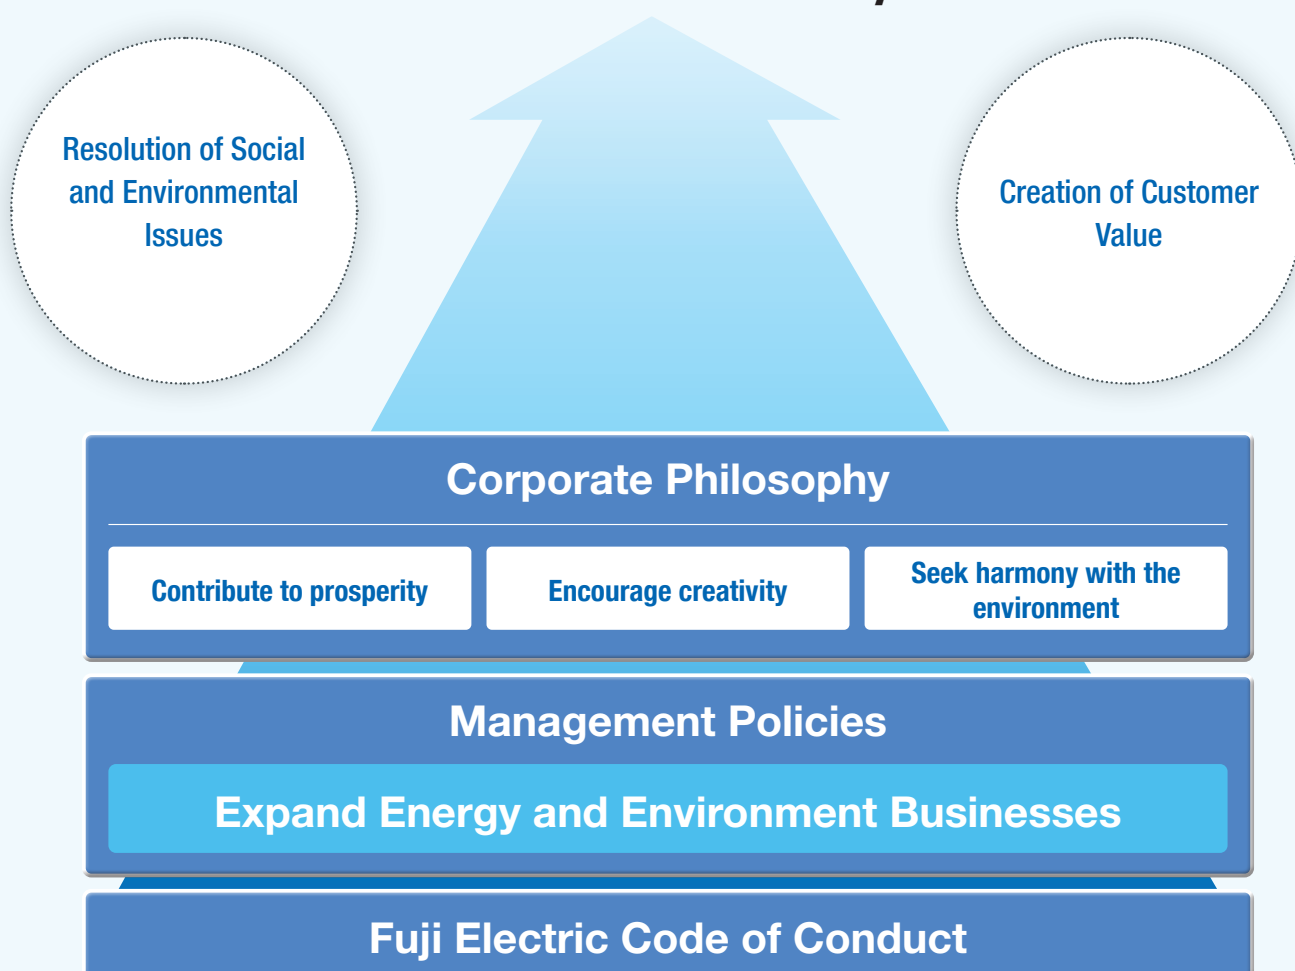 Resolution of Social
and Environmental
Issues
Creation of Customer
Value
Corporate Philosophy
Contribute to prosperity
Encourage creativity
Seek harmony with the
environment
Management Policies
Expand Energy and Environment Businesses
Fuji Electric Code of Conduct